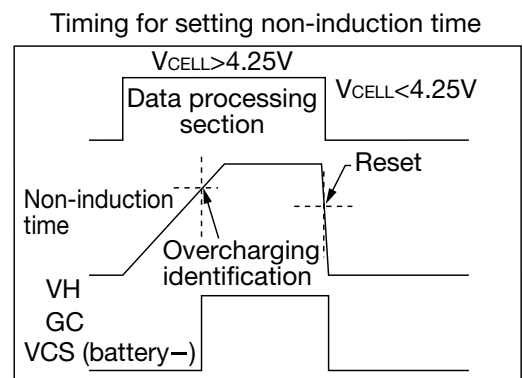 Timing for setting non-induction time
VCELL>4.25V
VCELL<4.25V
Data processing
section
Reset
Non-induction
time
Overcharging
identification
VH
GC
VCS (battery−)